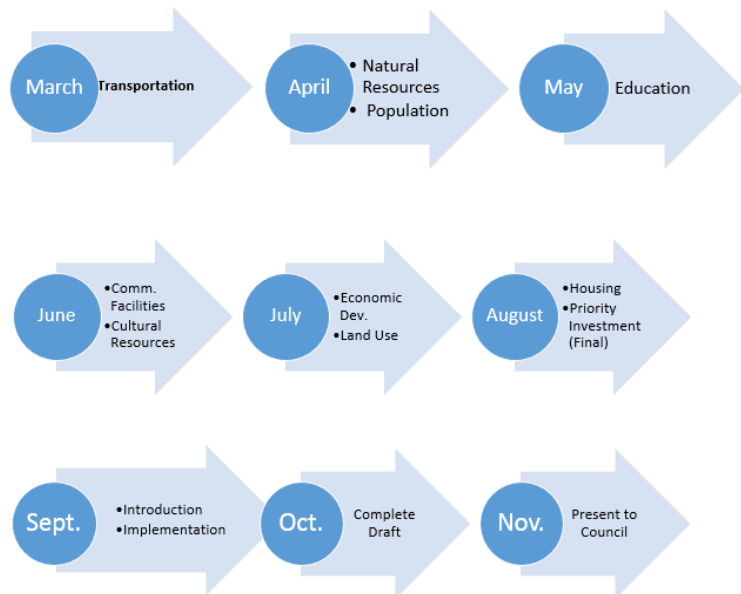 March
Transportation
April
• Natural
Resources
• Population
May
Education
June
•Comm.
Facilities
•Cultural
Resources
July
•Economic
Dev.
•Land Use
August
•Housing
•Priority
Investment
(Final)
Sept.
•Introduction
•Implementation
Oct.
Complete
Draft
Nov.
Present to
Council